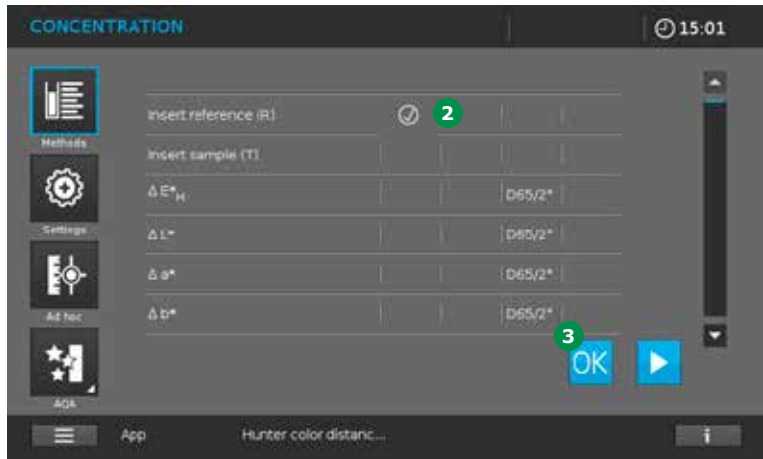 CONCENTRATION
15:01
Methods
Insert reference (R)
2
Insert sample (T)
Settings
Δ E*H
D65/2°
Δ L*
D65/2°
Ad hoc
Δ a*
D65/2°
Δ b*
D65/2°
3
AQA
OK
App
Hunter color distanc...
i